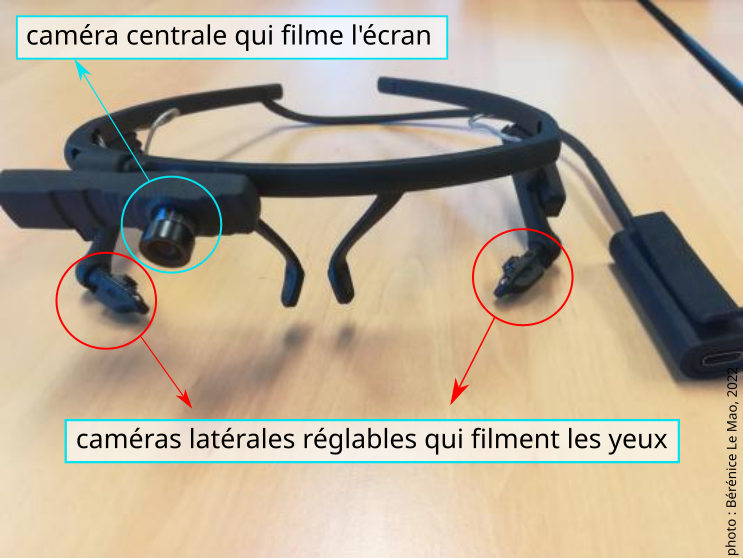 caméra centrale qui filme l'écran
caméras latérales réglables qui filment les yeux
photo : Bérénice Le Mao, 2022